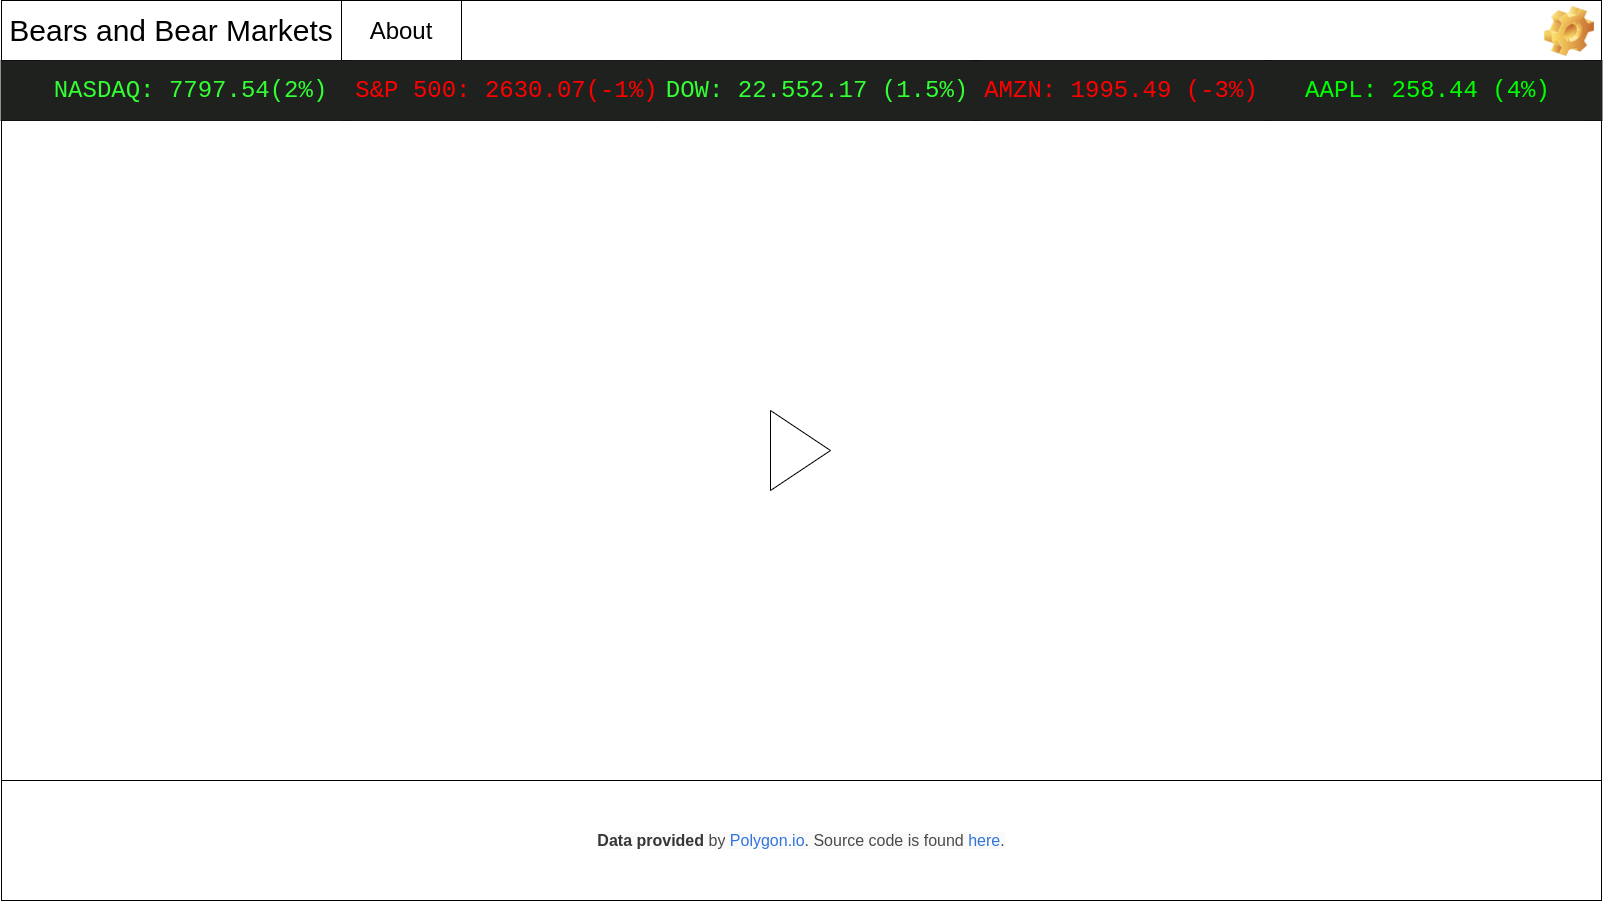 Bears and Bear Markets About
NASDAQ: 7797.54(2%) S&P 500: 2630.07(-1%) DOW: 22.552.17 (1.5%) AMZN: 1995.49 (-3%) AAPL: 258.44 (4%)
Data provided by Polygon.io. Source code is found here.